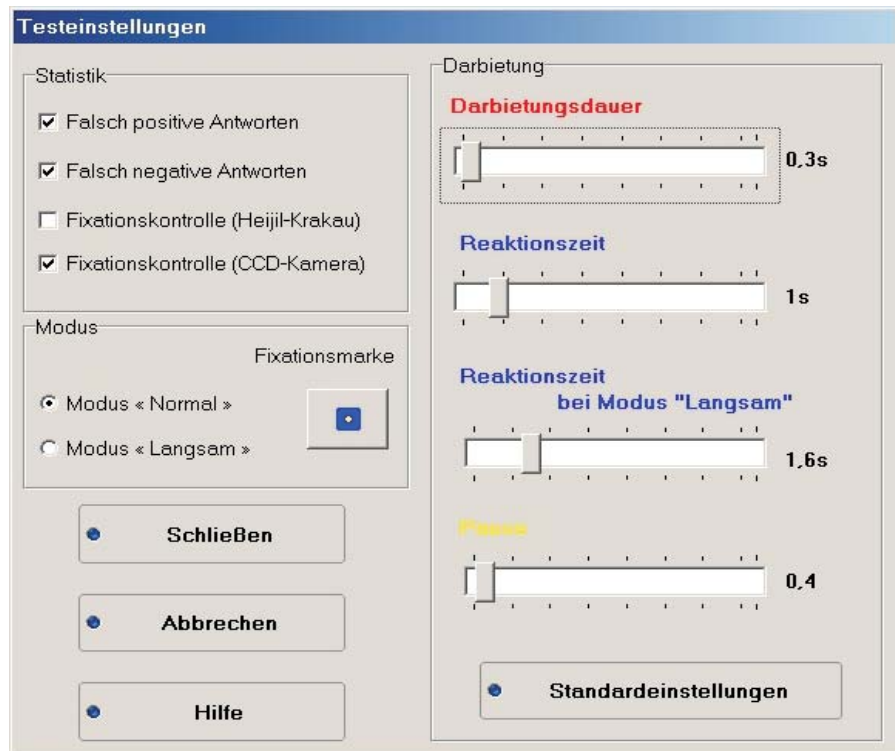 Testeinstellungen
Statistik
Falsch positive Antworten
Falsch negative Antworten
Fixationskontrolle (Heijil-Krakau)
Fixationskontrolle (CCD-Kamera)
Modus
Fixationsmarke
Modus « Normal »
Modus « Langsam »
Schließen
Abbrechen
Hilfe
Darbietung
Darbietungsdauer
0,3s
Reaktionszeit
1s
Reaktionszeit
bei Modus "Langsam"
1,6s
Pause
0,4
Standardeinstellungen